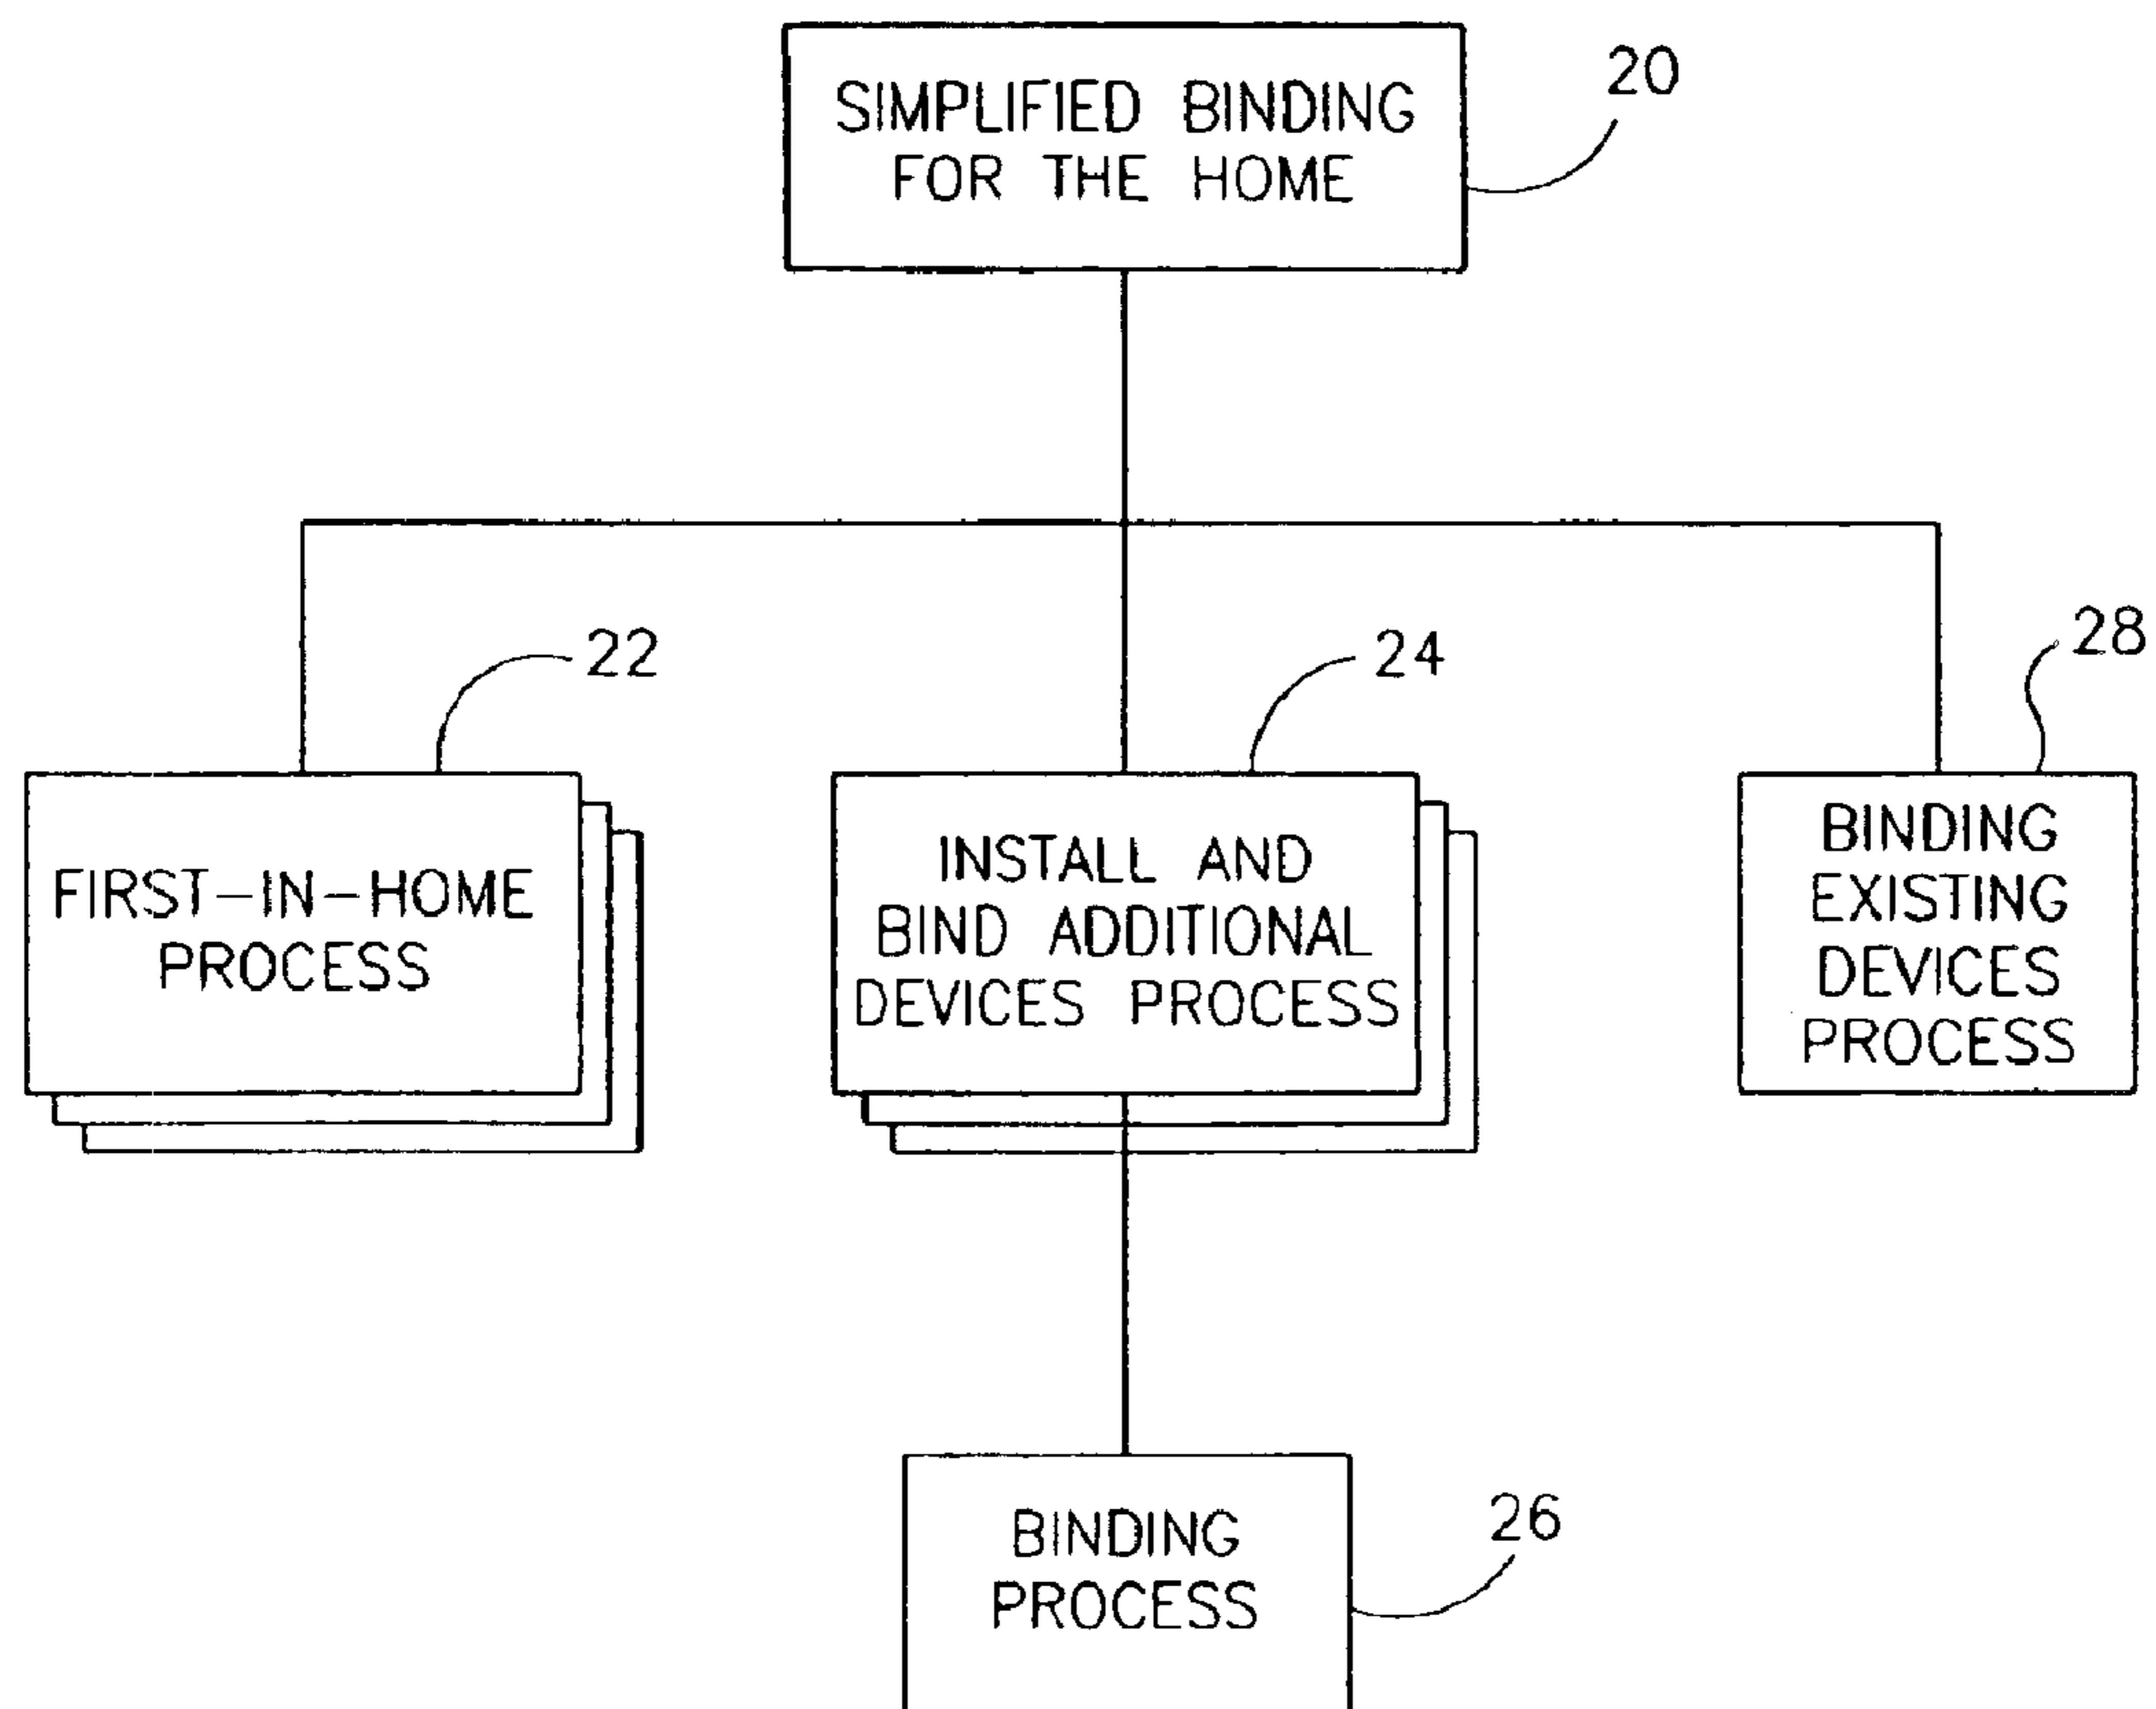 SIMPLIFIED BINDING
FOR THE HOME
20
22
24
28
FIRST-IN-HOME
PROCESS
INSTALL AND
BIND ADDITIONAL
DEVICES PROCESS
BINDING
EXISTING
DEVICES
PROCESS
BINDING
PROCESS
26